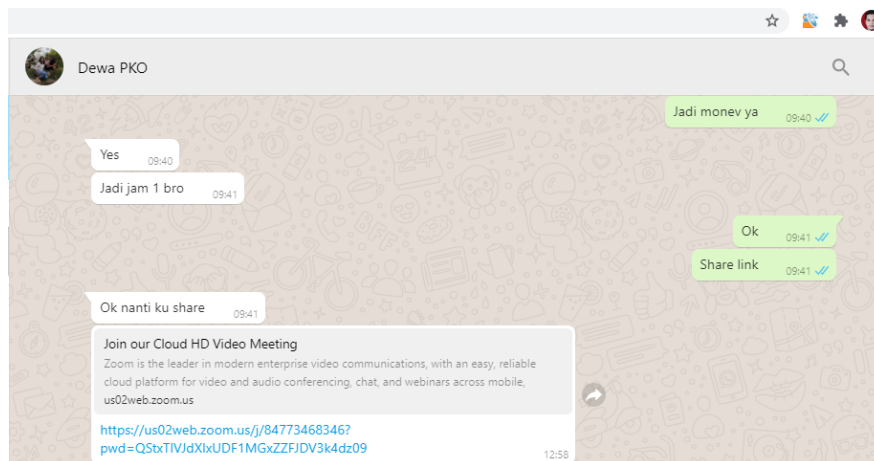 Dewa PKO
Jadi monev ya 09:40
Yes 09:40
Jadi jam 1 bro 09:41
Ok 09:41
Share link 09:41
Ok nanti ku share 09:41
Join our Cloud HD Video Meeting
Zoom is the leader in modern enterprise video communications, with an easy, reliable
cloud platform for video and audio conferencing, chat, and webinars across mobile,
us02web.zoom.us
https://us02web.zoom.us/j/84773468346?
pwd=QStxTlVJdXIxUDF1MGxZZFJDV3k4dz09
12:58